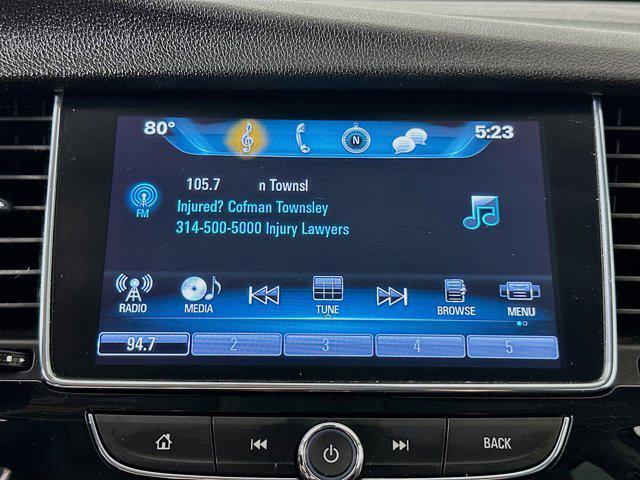 80° N 5:23
105.7 n Townsl
FM Injured? Cofman Townsley
314-500-5000 Injury Lawyers
RADIO MEDIA TUNE BROWSE MENU
94.7 2 3 4 5
BACK